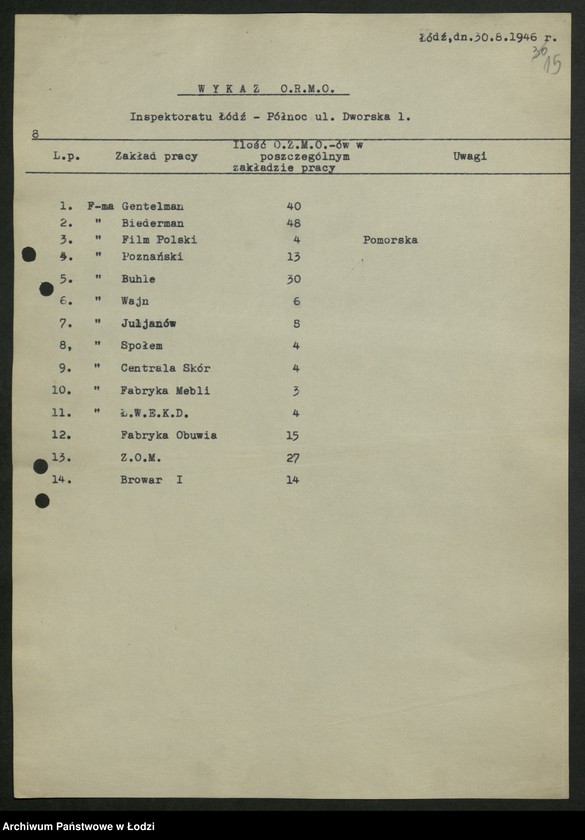 Łódź,dn.30.8.1946 r.
36
15
W Y K A Z O.R.M.O.
Inspektoratu Łódź - Północ ul. Dworska 1.
8
L.p. Zakład pracy Ilość O.Z.M.O.-ów w poszczególnym zakładzie pracy Uwagi
1. F-ma Gentelman 40
2. " Biederman 48
3. " Film Polski 4 Pomorska
4. " Poznański 13
5. " Buhle 30
6. " Wajn 6
7. " Juljanów 8
8, " Społem 4
9. " Centrala Skór 4
10. " Fabryka Mebli 3
11. " Ł.W.E.K.D. 4
12. Fabryka Obuwia 15
13. Z.O.M. 27
14. Browar I 14
Archiwum Państwowe w Łodzi